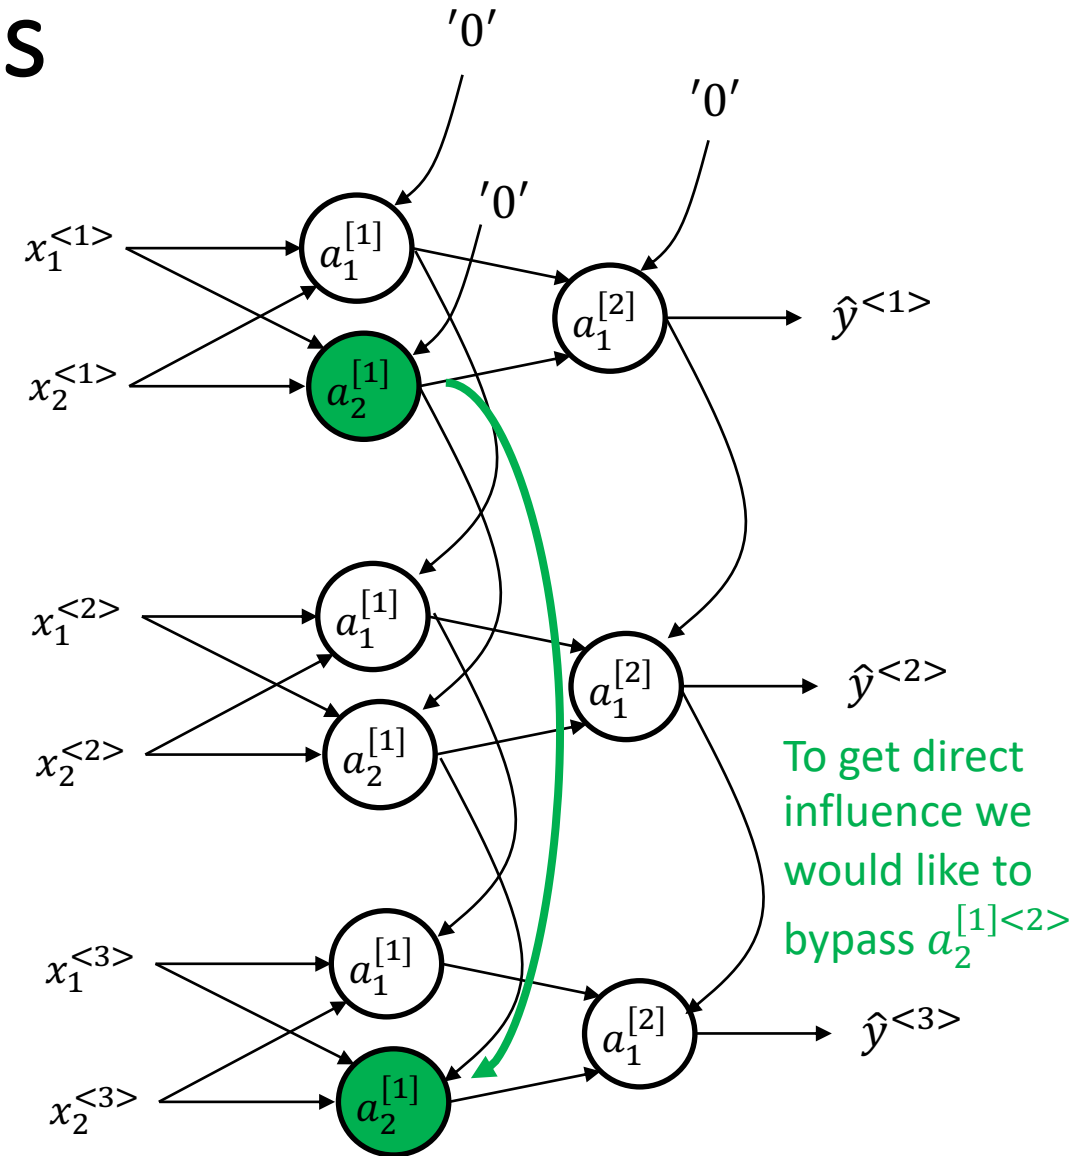 s
'0'
'0'
'0'
x_1^{<1>} a_1^{[1]}
a_1^{[2]} ŷ^{<1>}
x_2^{<1>} a_2^{[1]}
x_1^{<2>} a_1^{[1]}
a_1^{[2]} ŷ^{<2>}
x_2^{<2>} a_2^{[1]}
To get direct
influence we
would like to
bypass a_2^{[1]<2>}
x_1^{<3>} a_1^{[1]}
a_1^{[2]} ŷ^{<3>}
x_2^{<3>} a_2^{[1]}